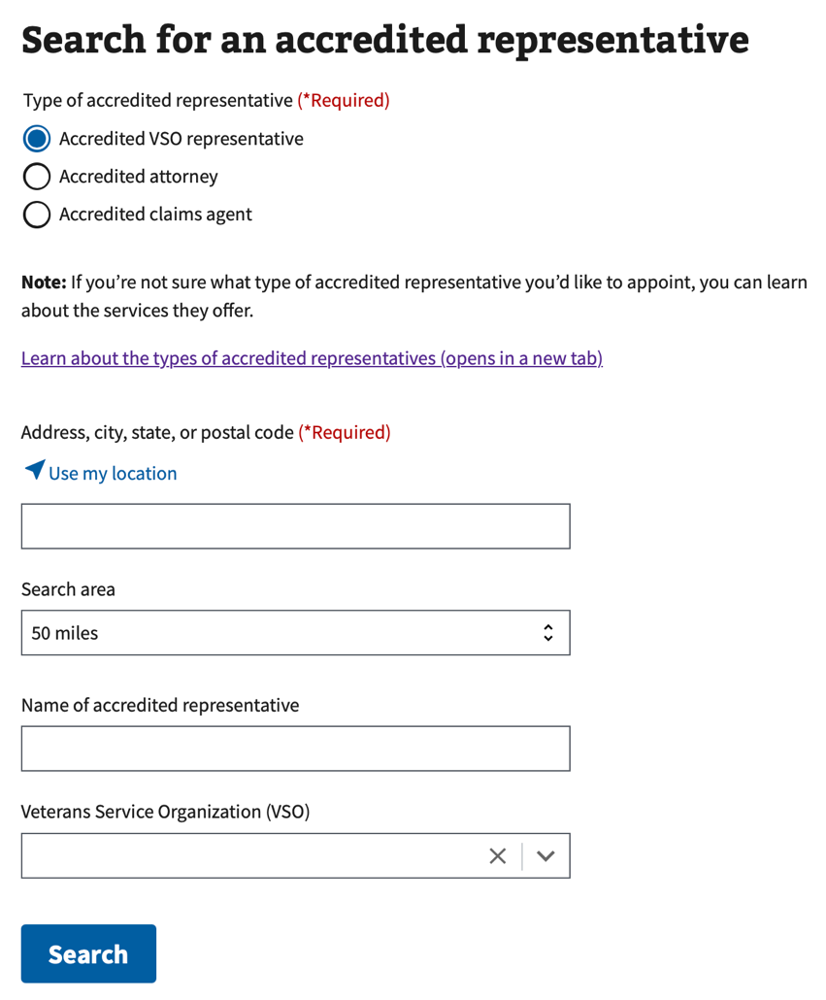 Search for an accredited representative
Type of accredited representative (*Required)
Accredited VSO representative
Accredited attorney
Accredited claims agent
Note: If you’re not sure what type of accredited representative you’d like to appoint, you can learn
about the services they offer.
Learn about the types of accredited representatives (opens in a new tab)
Address, city, state, or postal code (*Required)
Use my location
Search area
50 miles
Name of accredited representative
Veterans Service Organization (VSO)
Search